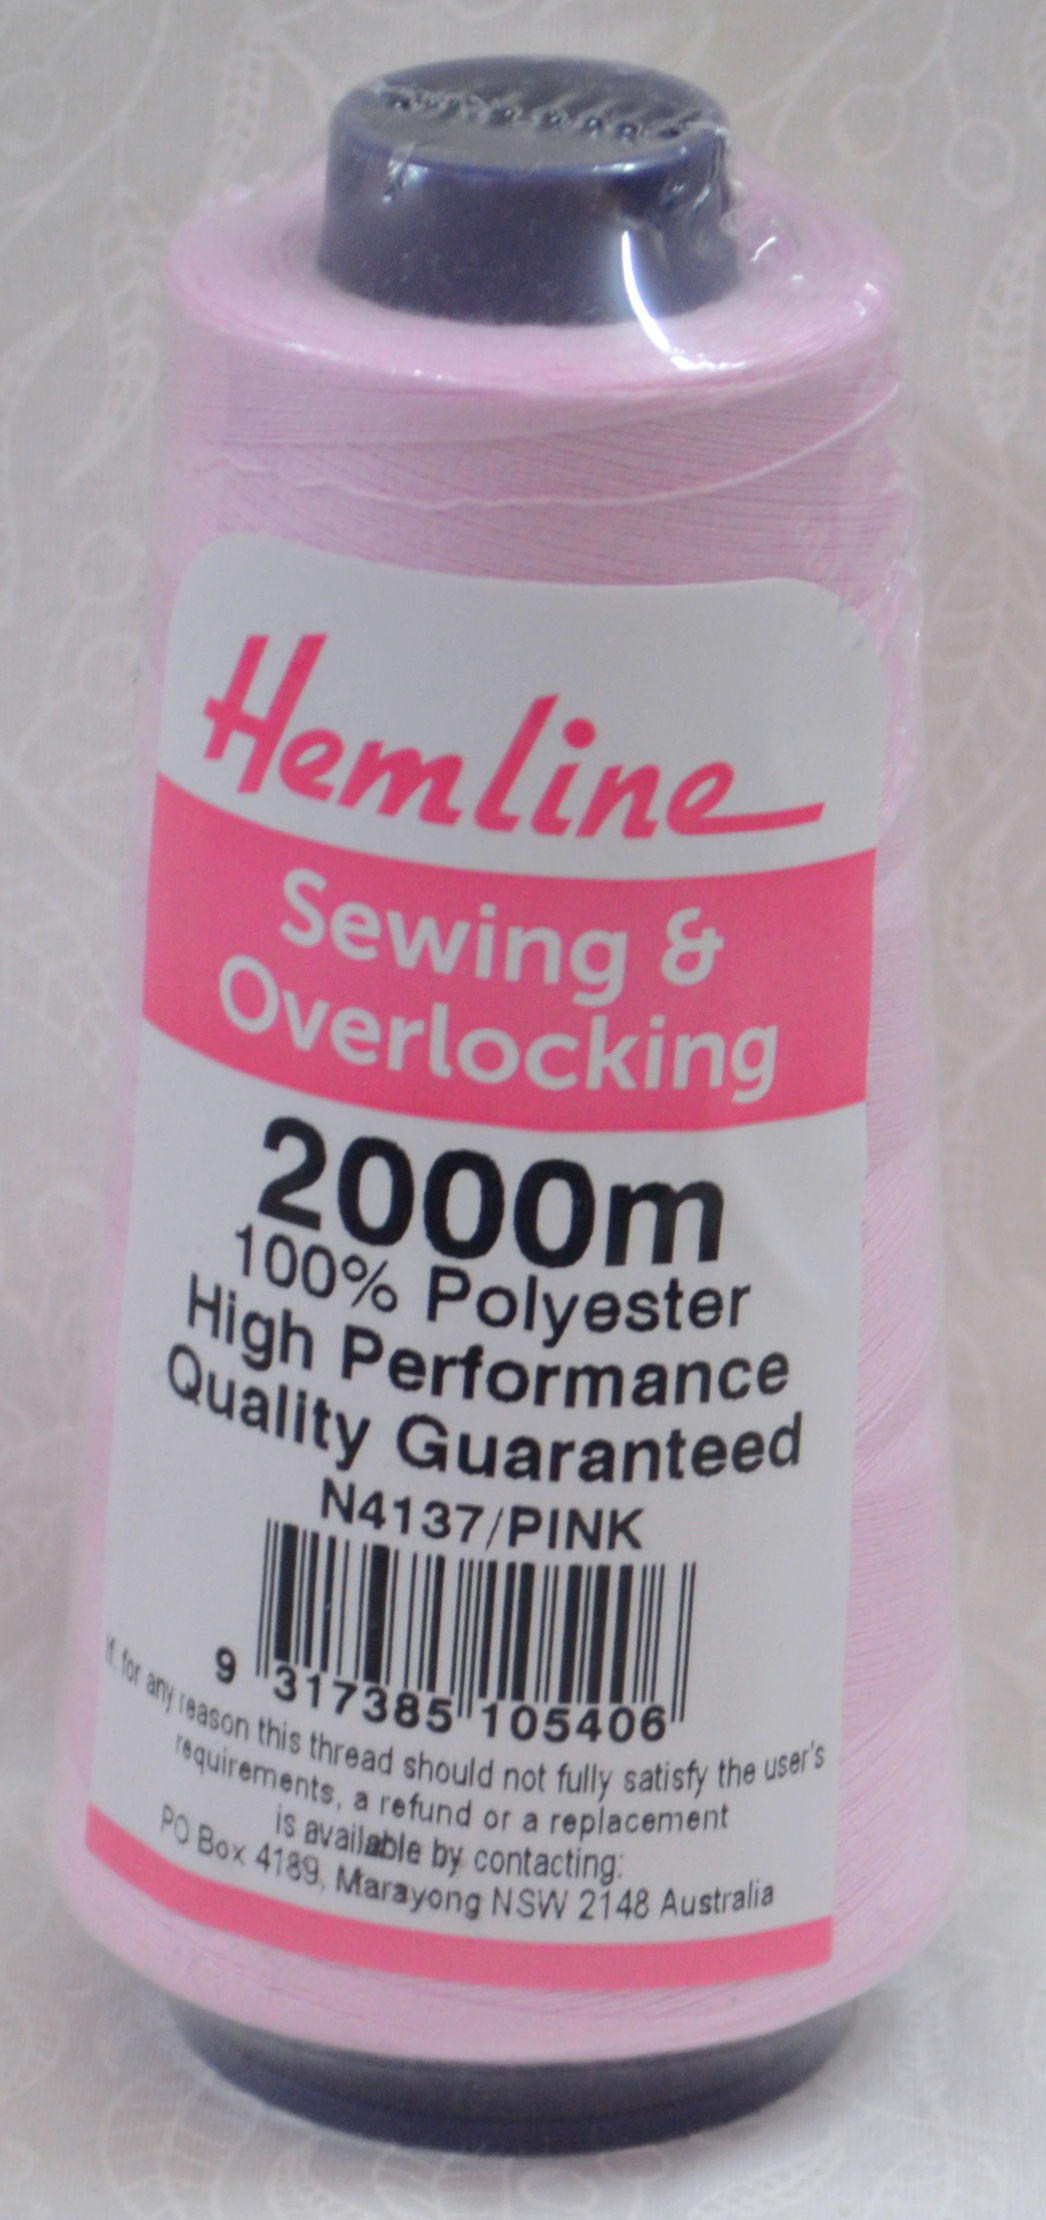 Hemline
Sewing &
Overlocking
2000m
100% Polyester
High Performance
Quality Guaranteed
N4137/PINK
9 317385 105406
If, for any reason this thread should not fully satisfy the user's
requirements, a refund or a replacement
is available by contacting:
PO Box 4189, Marayong NSW 2148 Australia